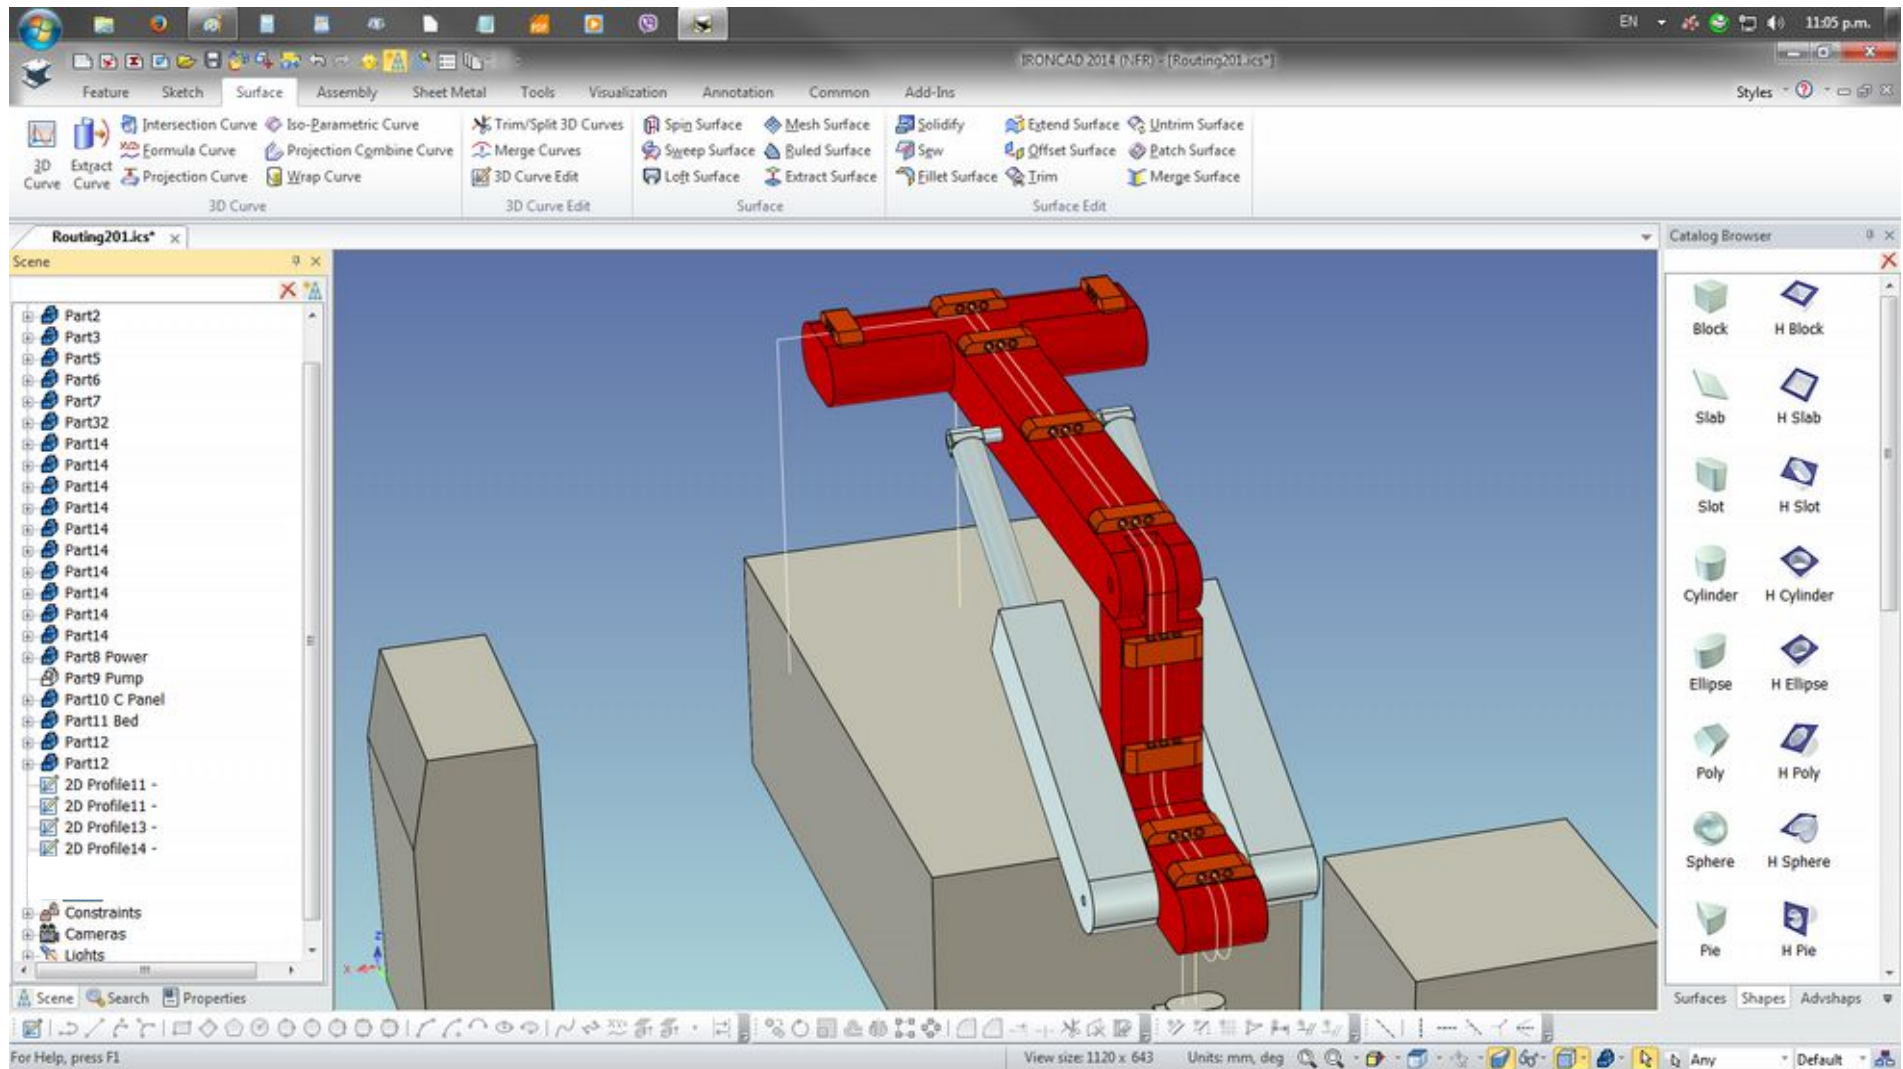 EN 11:05 p.m.
IRONCAD 2014 (NFR) - [Routing201.ics*]
Feature Sketch Surface Assembly Sheet Metal Tools Visualization Annotation Common Add-Ins Styles
3D Curve
Extract Curve
Intersection Curve Iso-Parametric Curve
Formula Curve Projection Combine Curve
Projection Curve Wrap Curve
3D Curve
Trim/Split 3D Curves
Merge Curves
3D Curve Edit
3D Curve Edit
Spin Surface Mesh Surface
Sweep Surface Ruled Surface
Loft Surface Extract Surface
Surface
Solidify Extend Surface Untrim Surface
Sew Offset Surface Patch Surface
Fillet Surface Trim Merge Surface
Surface Edit
Routing201.ics*
Scene
Part2
Part3
Part5
Part6
Part7
Part32
Part14
Part14
Part14
Part14
Part14
Part14
Part14
Part14
Part14
Part14
Part8 Power
Part9 Pump
Part10 C Panel
Part11 Bed
Part12
Part12
2D Profile11 -
2D Profile11 -
2D Profile13 -
2D Profile14 -
Constraints
Cameras
Lights
Scene Search Properties
Z
X
Catalog Browser
Block H Block
Slab H Slab
Slot H Slot
Cylinder H Cylinder
Ellipse H Ellipse
Poly H Poly
Sphere H Sphere
Pie H Pie
Surfaces Shapes Advshaps
For Help, press F1 View size: 1120 x 643 Units: mm, deg Any Default